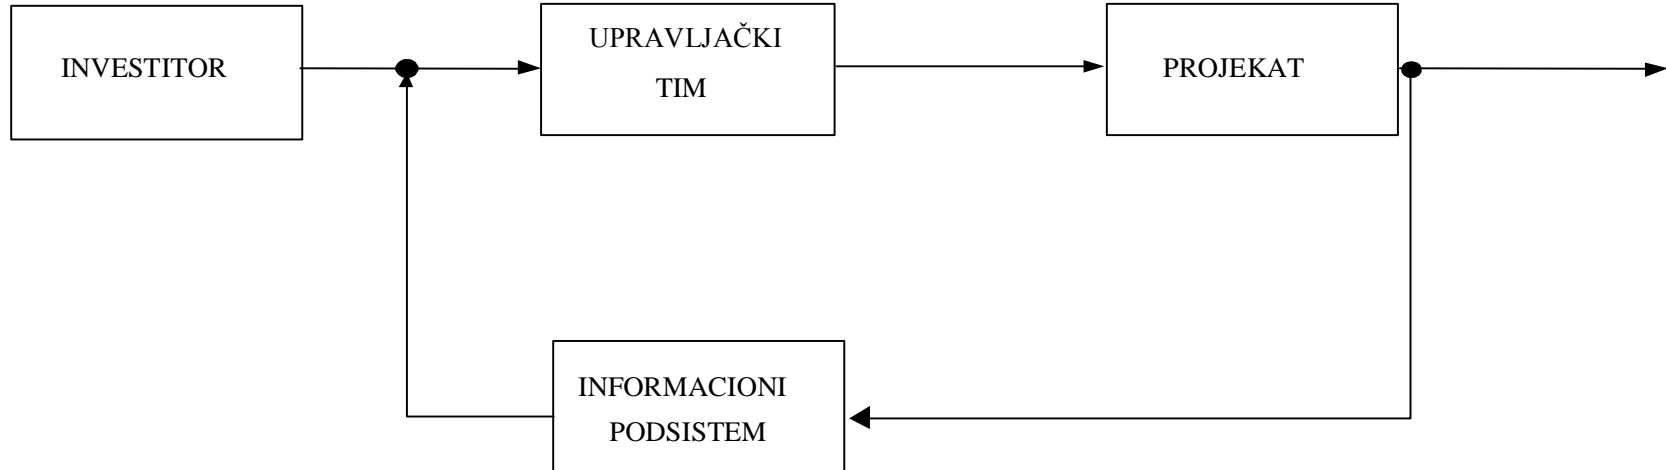 INVESTITOR
UPRAVLJAČKI
TIM
PROJEKAT
INFORMACIONI
PODSISTEM